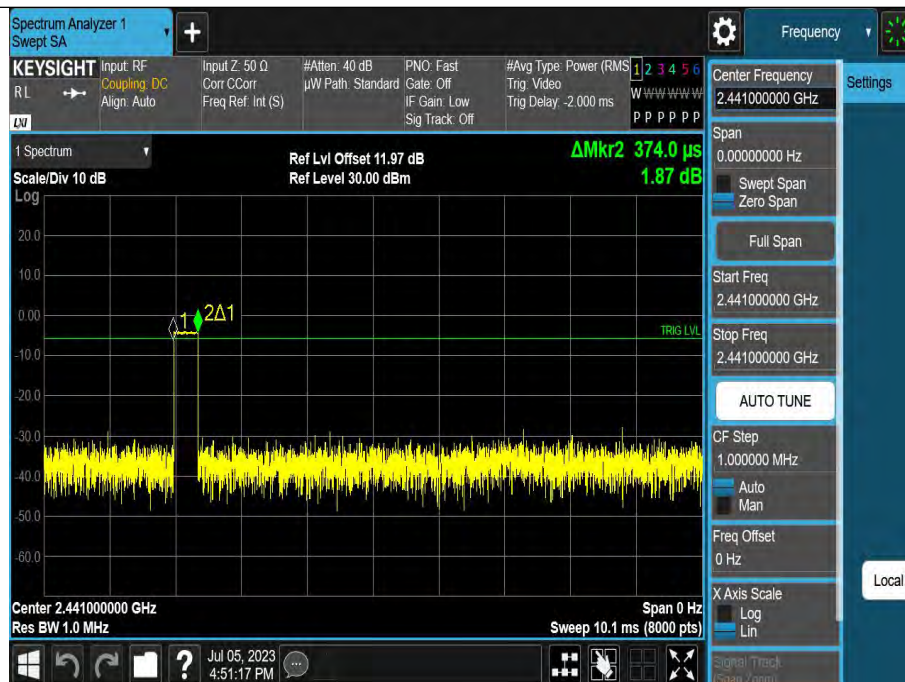 Spectrum Analyzer 1
Swept SA
Frequency
KEYSIGHT
RL
LXI
Input: RF
Coupling: DC
Align: Auto
Input Z: 50 Ω
Corr CCorr
Freq Ref: Int (S)
#Atten: 40 dB
µW Path: Standard
PNO: Fast
Gate: Off
IF Gain: Low
Sig Track: Off
#Avg Type: Power (RMS
Trig: Video
Trig Delay: -2.000 ms
1 2 3 4 5 6
W W W W W W
P P P P P P
1 Spectrum
Scale/Div 10 dB
Log
Ref Lvl Offset 11.97 dB
Ref Level 30.00 dBm
ΔMkr2 374.0 µs
1.87 dB
20.0
10.0
0.00
-10.0
-20.0
-30.0
-40.0
-50.0
-60.0
1
2Δ1
TRIG LVL
Center 2.441000000 GHz
Res BW 1.0 MHz
Span 0 Hz
Sweep 10.1 ms (8000 pts)
Jul 05, 2023
4:51:17 PM
?
Center Frequency
2.441000000 GHz
Span
0.00000000 Hz
Swept Span
Zero Span
Full Span
Start Freq
2.441000000 GHz
Stop Freq
2.441000000 GHz
AUTO TUNE
CF Step
1.000000 MHz
Auto
Man
Freq Offset
0 Hz
X Axis Scale
Log
Lin
Signal Track
(Span Zoom)
Settings
Local